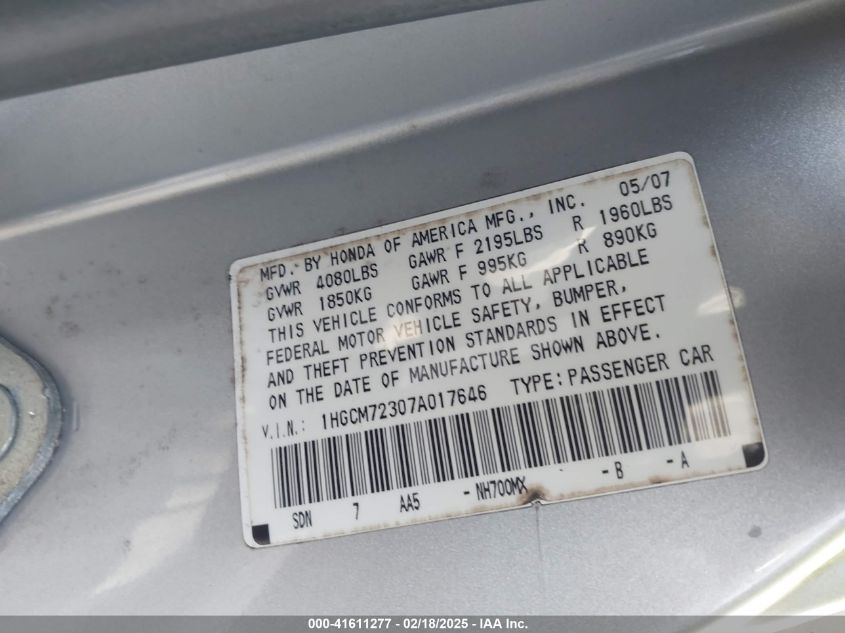 MFD. BY HONDA OF AMERICA MFG., INC. 05/07
GVWR 4080LBS GAWR F 2195LBS R 1960LBS
GVWR 1850KG GAWR F 995KG R 890KG
THIS VEHICLE CONFORMS TO ALL APPLICABLE
FEDERAL MOTOR VEHICLE SAFETY, BUMPER,
AND THEFT PREVENTION STANDARDS IN EFFECT
ON THE DATE OF MANUFACTURE SHOWN ABOVE.
V.I.N.: 1HGCM72307A017646 TYPE:PASSENGER CAR
SDN 7 AA5 -NH700MX -B -A
000-41611277 - 02/18/2025 - IAA Inc.